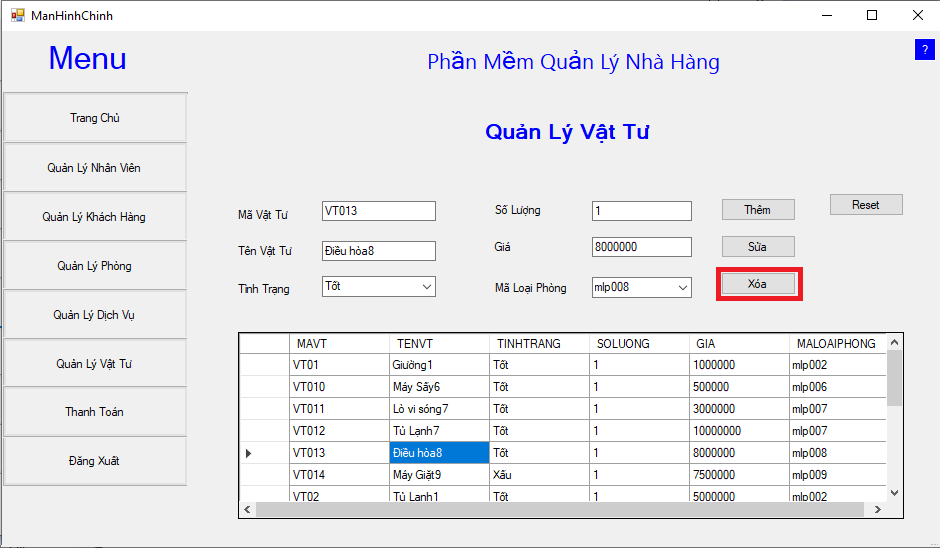 ManHinhChinh
Menu
Phần Mềm Quản Lý Nhà Hàng
?
Trang Chủ
Quản Lý Nhân Viên
Quản Lý Khách Hàng
Quản Lý Phòng
Quản Lý Dịch Vụ
Quản Lý Vật Tư
Thanh Toán
Đăng Xuất
Quản Lý Vật Tư
Mã Vật Tư VT013 Số Lượng 1 Thêm Reset
Tên Vật Tư Điều hòa8 Giá 8000000 Sửa
Tình Trạng Tốt Mã Loại Phòng mlp008 Xóa
MAVT TENVT TINHTRANG SOLUONG GIA MALOAIPHONG
VT01 Giường1 Tốt 1 1000000 mlp002
VT010 Máy Sấy6 Tốt 1 500000 mlp006
VT011 Lò vi sóng7 Tốt 1 3000000 mlp007
VT012 Tủ Lạnh7 Tốt 1 10000000 mlp007
VT013 Điều hòa8 Tốt 1 8000000 mlp008
VT014 Máy Giặt9 Xấu 1 7500000 mlp009
VT02 Tủ Lạnh1 Tốt 1 5000000 mlp002